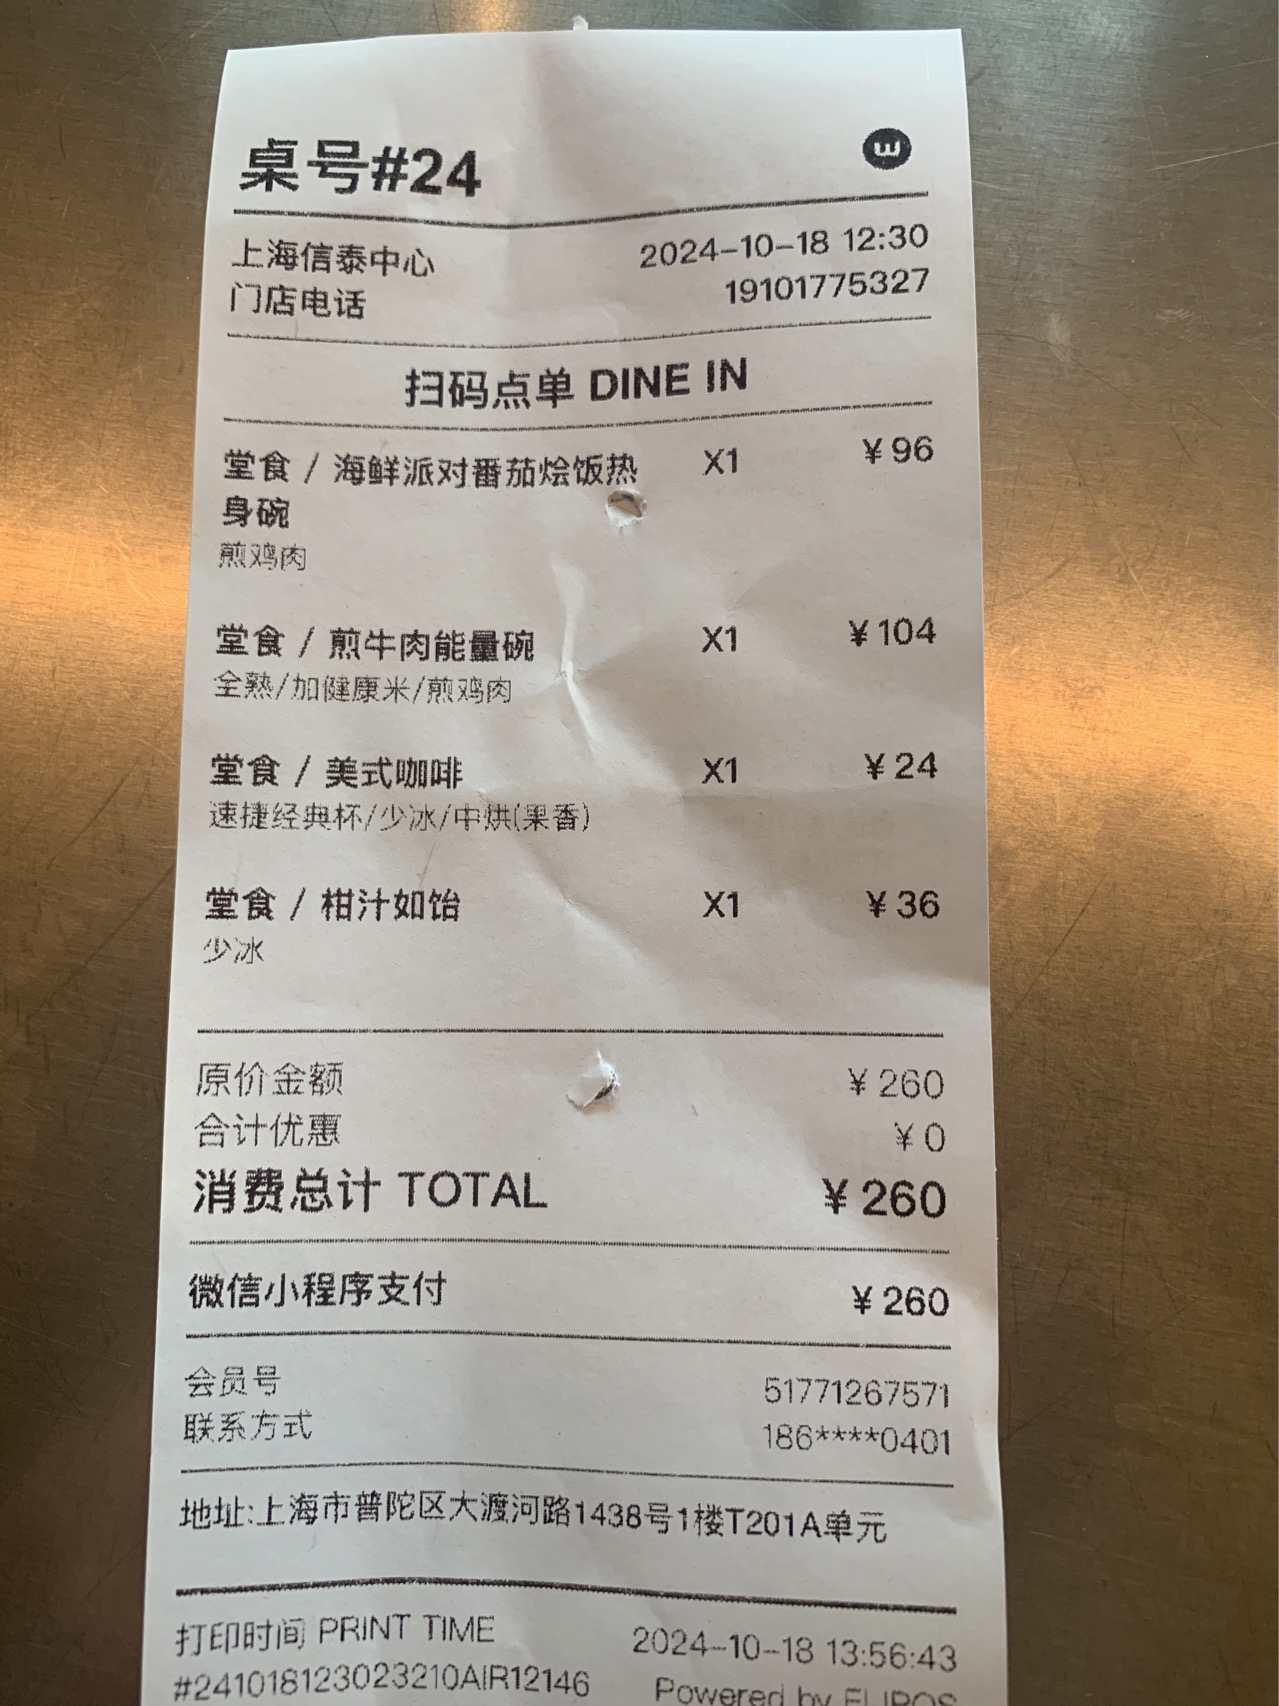 桌号#24
上海信泰中心 2024-10-18 12:30
门店电话 19101775327
扫码点单 DINE IN
堂食 / 海鲜派对番茄烩饭热 X1 ¥96
身碗
煎鸡肉
堂食 / 煎牛肉能量碗 X1 ¥104
全熟/加健康米/煎鸡肉
堂食 / 美式咖啡 X1 ¥24
速捷经典杯/少冰/中烘(果香)
堂食 / 柑汁如饴 X1 ¥36
少冰
原价金额 ¥260
合计优惠 ¥0
消费总计 TOTAL ¥260
微信小程序支付 ¥260
会员号 51771267571
联系方式 186****0401
地址:上海市普陀区大渡河路1438号1楼T201A单元
打印时间 PRINT TIME 2024-10-18 13:56:43
#241018123023210AIR12146 Powered by